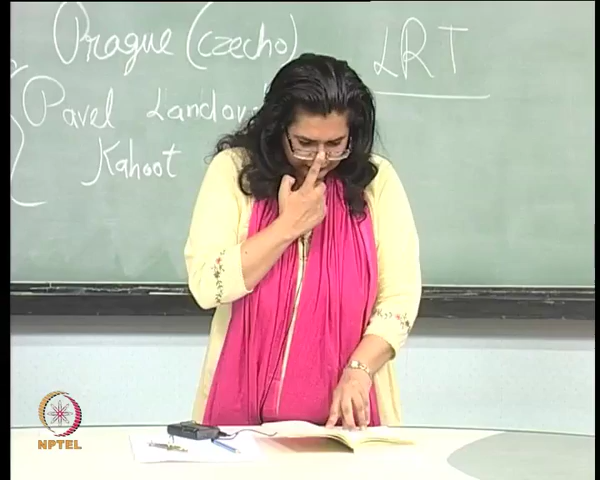 Prague (czecho)
Pavel Landov
Kahoot
LRT
NPTEL